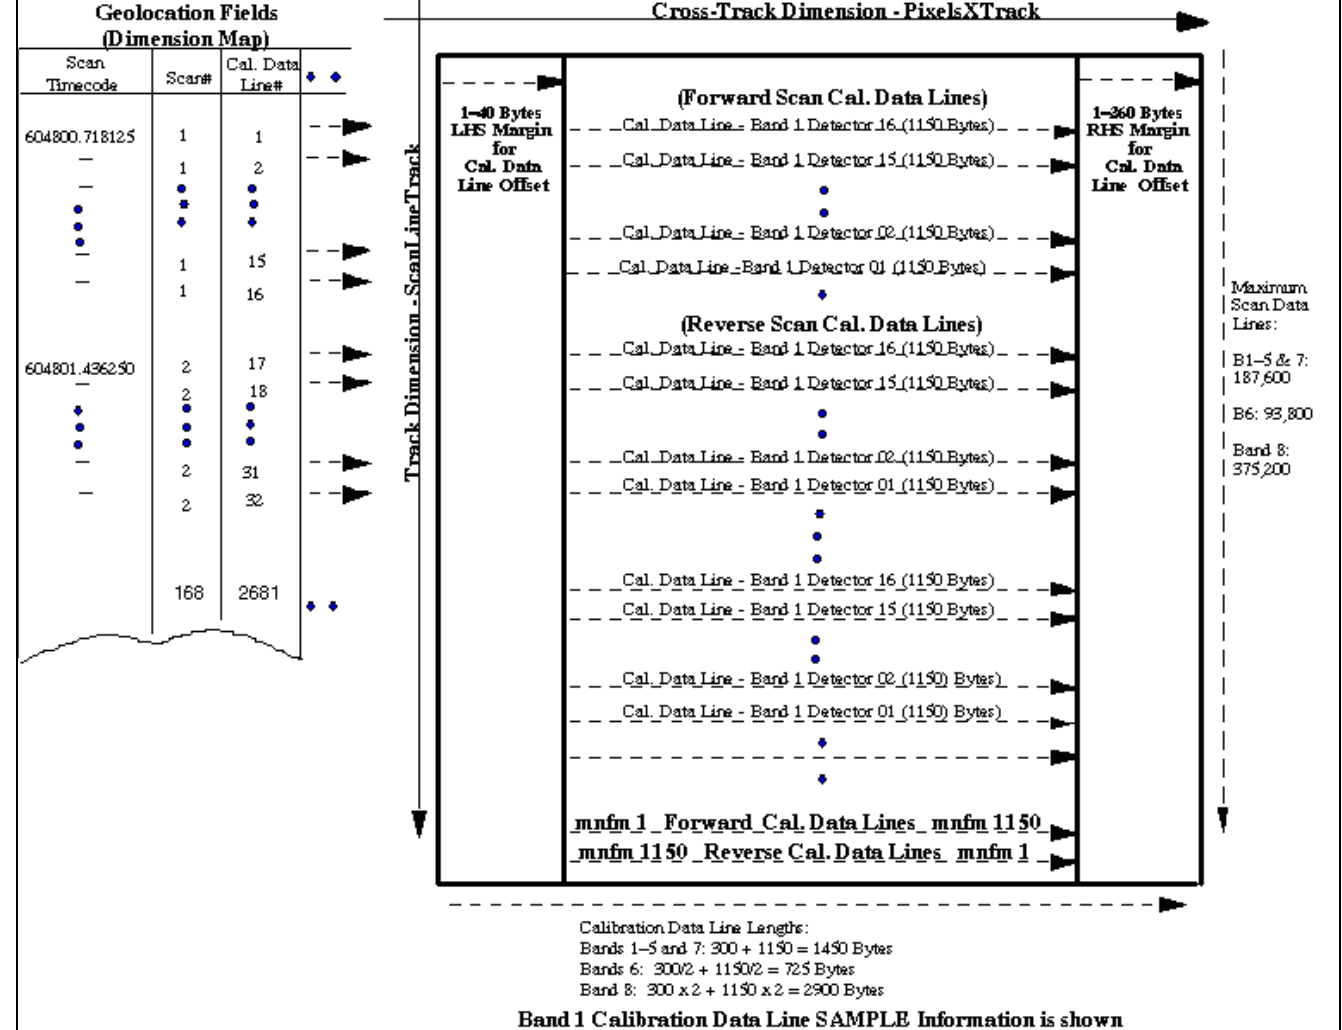 Geolocation Fields
(Dimension Map)
Cross-Track Dimension - PixelsXTrack
Scan
Timecode
Scan#
Cal. Data
Line#
604800.718125 1 1
1 2
1 15
1 16
604801.436250 2 17
2 18
2 31
2 32
168 2681
Track Dimension - ScanLineTrack
1-40 Bytes
LHS Margin
for
Cal. Data
Line Offset
(Forward Scan Cal. Data Lines)
Cal. Data Line - Band 1 Detector 16 (1150 Bytes)
Cal. Data Line - Band 1 Detector 15 (1150 Bytes)
Cal. Data Line - Band 1 Detector 02 (1150 Bytes)
Cal. Data Line -Band 1 Detector 01 (1150 Bytes)
(Reverse Scan Cal. Data Lines)
Cal. Data Line - Band 1 Detector 16 (1150 Bytes)
Cal. Data Line - Band 1 Detector 15 (1150 Bytes)
Cal. Data Line - Band 1 Detector 02 (1150 Bytes)
Cal. Data Line - Band 1 Detector 01 (1150 Bytes)
Cal. Data Line - Band 1 Detector 16 (1150 Bytes)
Cal. Data Line - Band 1 Detector 15 (1150 Bytes)
Cal. Data Line - Band 1 Detector 02 (1150) Bytes)
Cal. Data Line - Band 1 Detector 01 (1150) Bytes)
mnfm 1 Forward Cal. Data Lines mnfm 1150
mnfm 1150 Reverse Cal. Data Lines mnfm 1
1-260 Bytes
RHS Margin
for
Cal. Data
Line Offset
Maximum
Scan Data
Lines:
B1-5 & 7:
187,600
B6: 93,800
Band 8:
375,200
Calibration Data Line Lengths:
Bands 1-5 and 7: 300 + 1150 = 1450 Bytes
Bands 6: 300/2 + 1150/2 = 725 Bytes
Band 8: 300 x 2 + 1150 x 2 = 2900 Bytes
Band 1 Calibration Data Line SAMPLE Information is shown